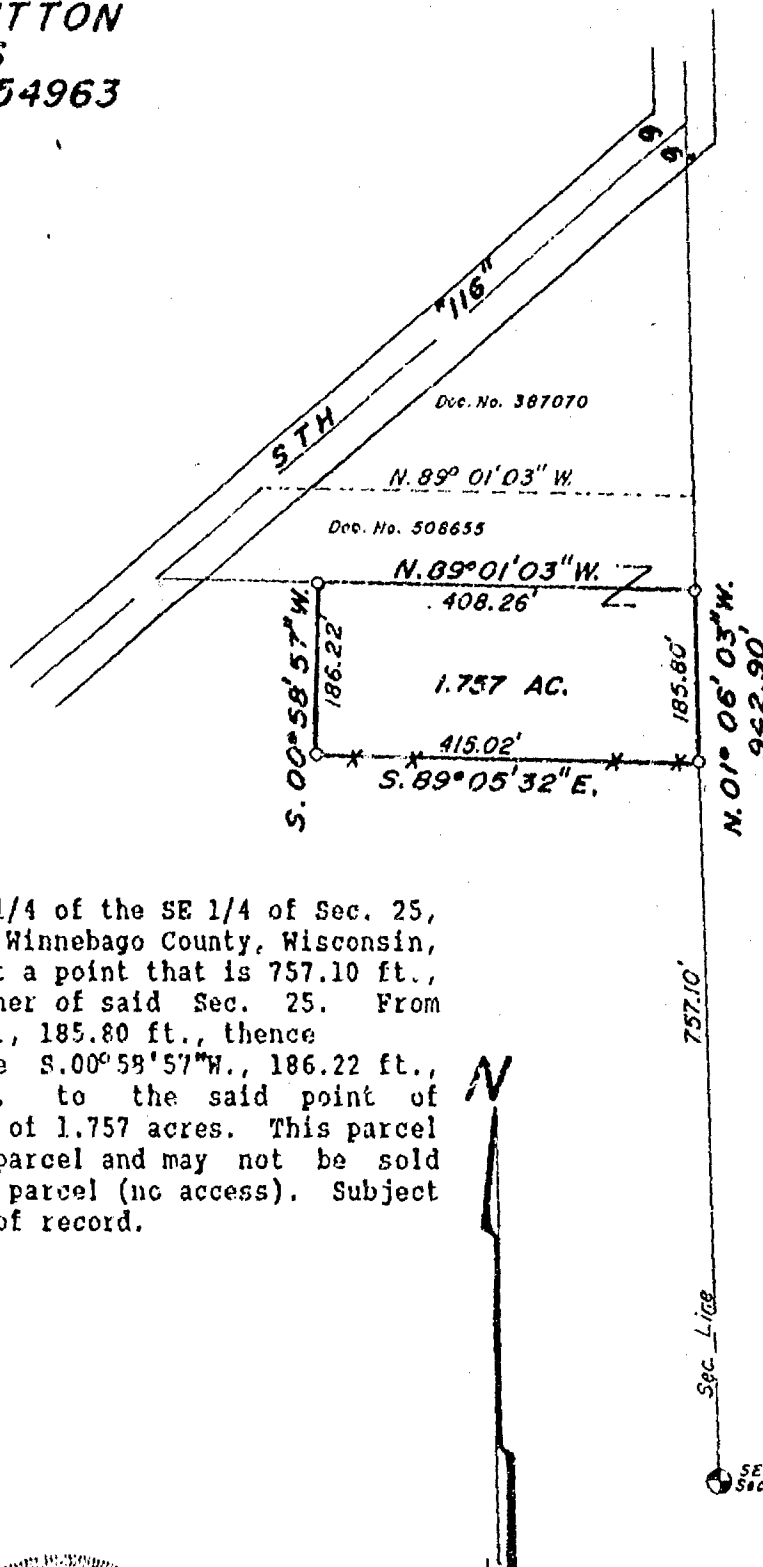 TTON
S
54963
"116"
STH
Doc. No. 387070
N. 89° 01' 03" W.
Doc. No. 508655
N. 89° 01' 03" W.
408.26'
S. 00° 58' 57" W.
186.22'
1.757 AC.
185.80'
N. 01° 06' 03" W.
942.90'
415.02'
S. 89° 05' 32" E.
1/4 of the SE 1/4 of Sec. 25,
Winnebago County, Wisconsin,
t a point that is 757.10 ft.,
ner of said Sec. 25. From
., 185.80 ft., thence
e S.00°58'57"W., 186.22 ft.,
. to the said point of
of 1.757 acres. This parcel
parcel and may not be sold
parcel (no access). Subject
of record.
757.10'
N
Sec. Line
SE
Sec